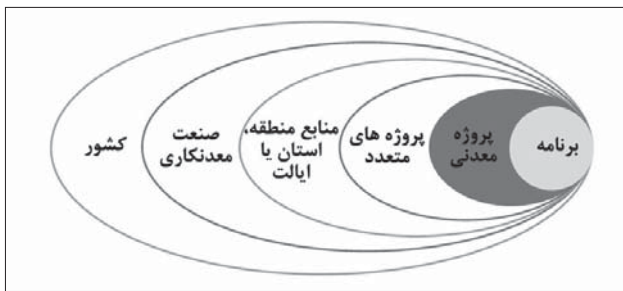 برنامه
پروژه
معدنی
پروژه های
متعدد
منابع منطقه،
استان یا
ایالت
صنعت
معدنکاری
کشور